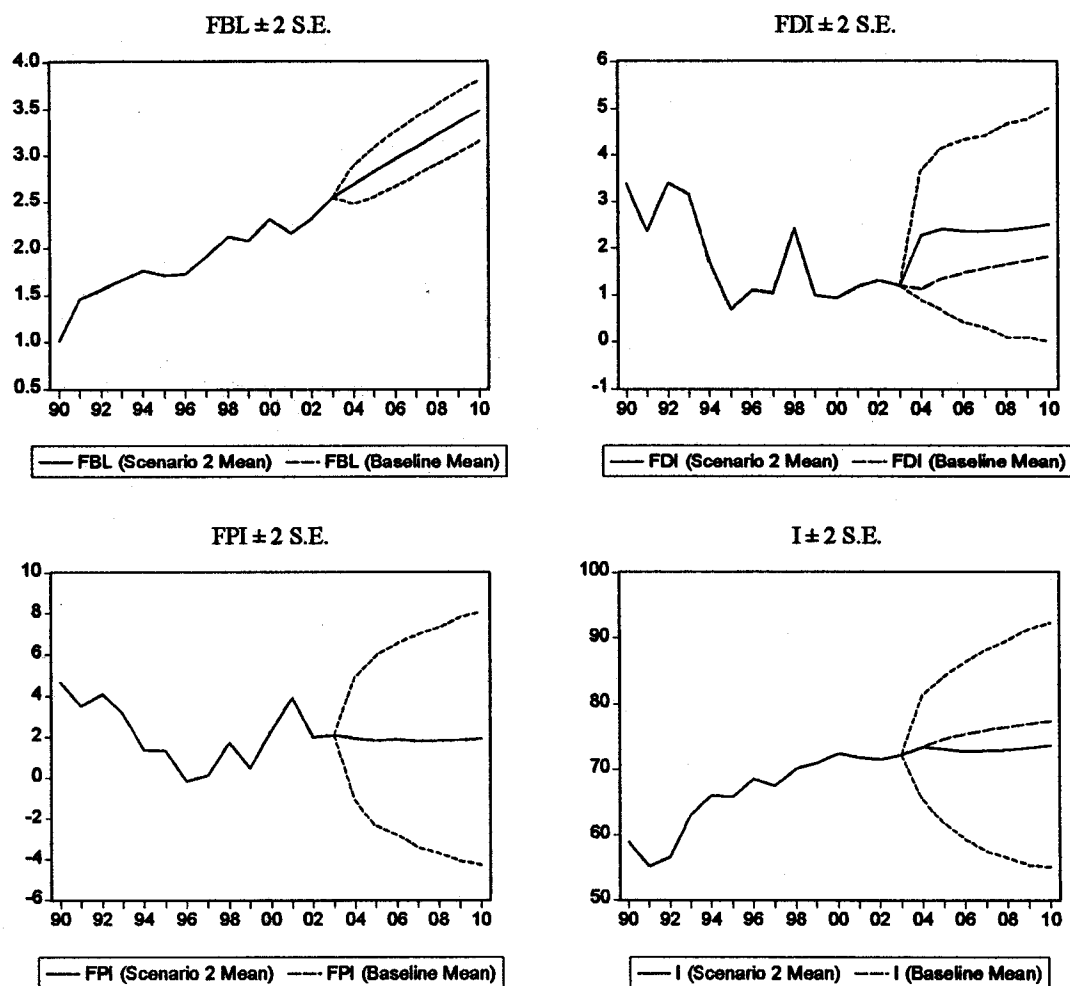 FBL ± 2 S.E.
4.0
3.5
3.0
2.5
2.0
1.5
1.0
0.5
90 92 94 96 98 00 02 04 06 08 10
FBL (Scenario 2 Mean) FBL (Baseline Mean)
FDI ± 2 S.E.
6
5
4
3
2
1
0
-1
90 92 94 96 98 00 02 04 06 08 10
FDI (Scenario 2 Mean) FDI (Baseline Mean)
FPI ± 2 S.E.
10
8
6
4
2
0
-2
-4
-6
90 92 94 96 98 00 02 04 06 08 10
FPI (Scenario 2 Mean) FPI (Baseline Mean)
I ± 2 S.E.
100
90
80
70
60
50
90 92 94 96 98 00 02 04 06 08 10
I (Scenario 2 Mean) I (Baseline Mean)